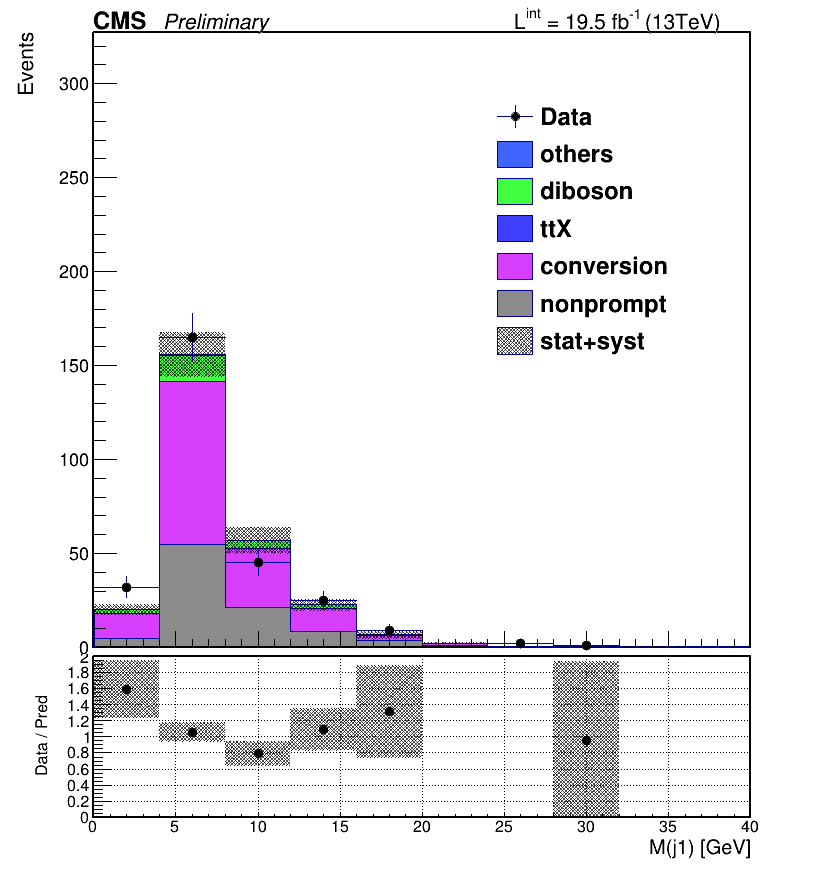 CMS Preliminary L^int = 19.5 fb^-1 (13TeV)
Events
300
250
200
150
100
50
0
Data
others
diboson
ttX
conversion
nonprompt
stat+syst
Data / Pred
2
1.8
1.6
1.4
1.2
1
0.8
0.6
0.4
0.2
0
0 5 10 15 20 25 30 35 40
M(j1) [GeV]